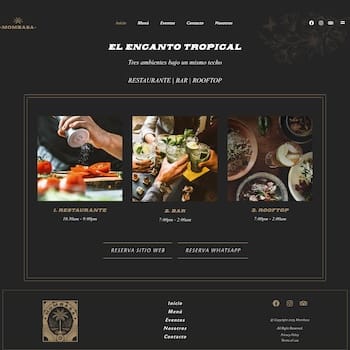 MOMBASA
Inicio Menú Eventos Contacto Nosotros
EL ENCANTO TROPICAL
Tres ambientes bajo un mismo techo
RESTAURANTE | BAR | ROOFTOP
1. RESTAURANTE
2. BAR
3. ROOFTOP
10:30am - 9:00pm
7:00pm - 2:00am
7:00pm - 2:00am
RESERVA SITIO WEB
RESERVA WHATSAPP
Inicio
Menú
Eventos
Nosotros
Contacto
© Copyright 2025 Mombasa
All Rights Reserved.
Privacy Policy
Terms of use